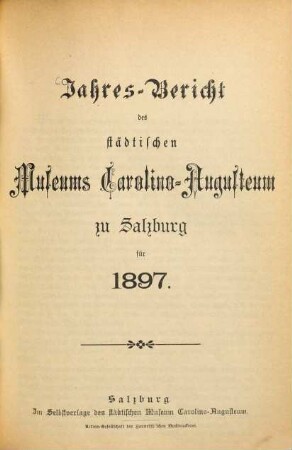 Jahres-Bericht
des
städtischen
Museums Carolino-Augusteum
zu Salzburg
für
1897.
Salzburg
Im Selbstverlage des städtischen Museum Carolino-Augusteum.